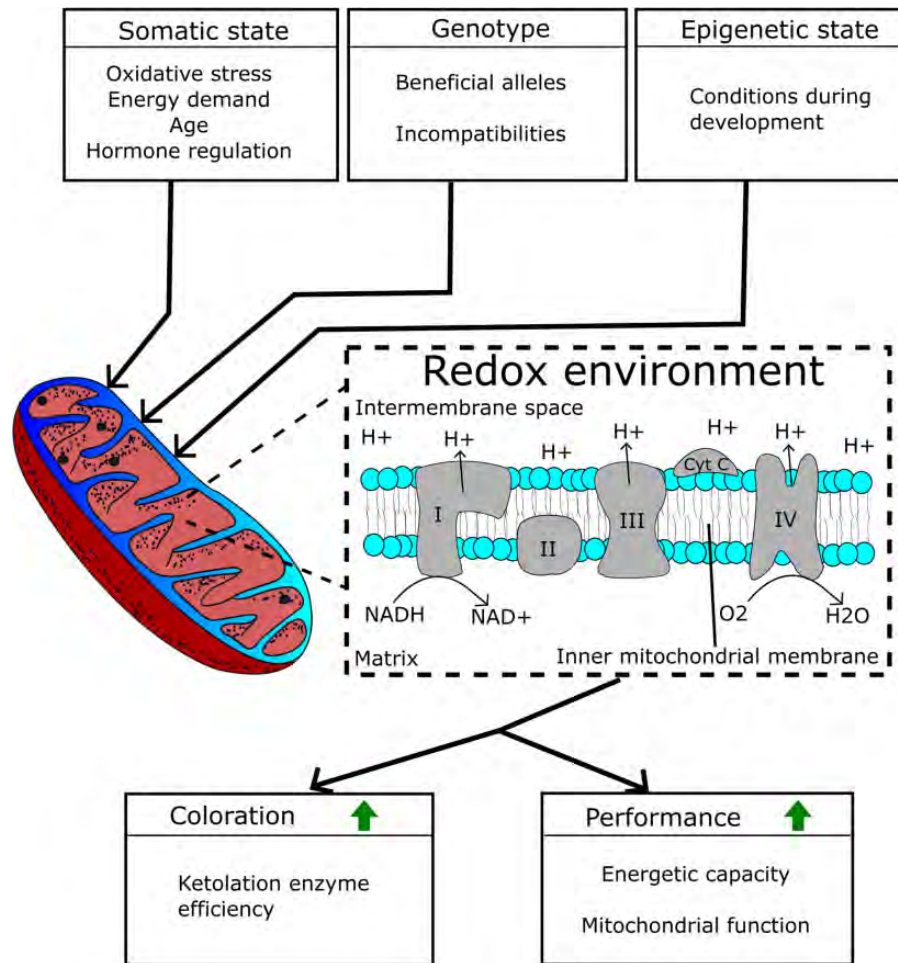 Somatic state
Oxidative stress
Energy demand
Age
Hormone regulation
Genotype
Beneficial alleles
Incompatibilities
Epigenetic state
Conditions during
development
Redox environment
Intermembrane space
H+
H+
H+
H+
H+
H+
H+
Cyt C
I
II
III
IV
NADH
NAD+
O2
H2O
Matrix
Inner mitochondrial membrane
Coloration
Ketolation enzyme
efficiency
Performance
Energetic capacity
Mitochondrial function